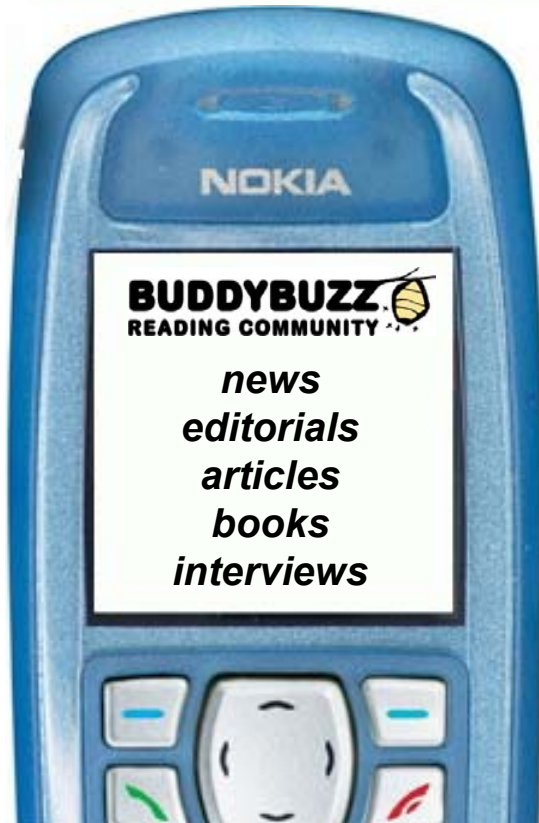 NOKIA
BUDDYBUZZ
READING COMMUNITY
news
editorials
articles
books
interviews